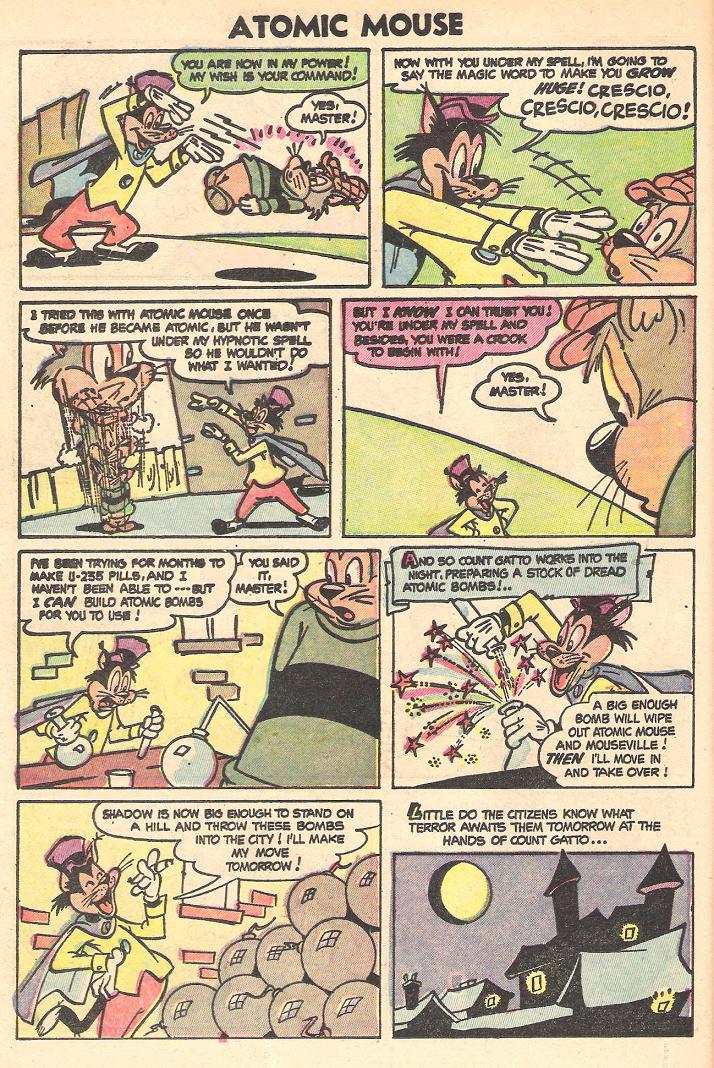 ATOMIC MOUSE
YOU ARE NOW IN MY POWER!
MY WISH IS YOUR COMMAND!
YES,
MASTER!
NOW WITH YOU UNDER MY SPELL, I'M GOING TO
SAY THE MAGIC WORD TO MAKE YOU GROW
HUGE! CRESCIO,
CRESCIO, CRESCIO!
I TRIED THIS WITH ATOMIC MOUSE ONCE
BEFORE HE BECAME ATOMIC, BUT HE WASN'T
UNDER MY HYPNOTIC SPELL
SO HE WOULDN'T DO
WHAT I WANTED!
BUT I KNOW I CAN TRUST YOU!
YOU'RE UNDER MY SPELL AND
BESIDES, YOU WERE A CROOK
TO BEGIN WITH!
YES,
MASTER!
I'VE BEEN TRYING FOR MONTHS TO
MAKE U-235 PILLS, AND I
HAVEN'T BEEN ABLE TO---BUT
I CAN BUILD ATOMIC BOMBS
FOR YOU TO USE!
YOU SAID
IT,
MASTER!
AND SO COUNT GATTO WORKS INTO THE
NIGHT, PREPARING A STOCK OF DREAD
ATOMIC BOMBS!..
A BIG ENOUGH
BOMB WILL WIPE
OUT ATOMIC MOUSE
AND MOUSEVILLE!
THEN I'LL MOVE IN
AND TAKE OVER!
SHADOW IS NOW BIG ENOUGH TO STAND ON
A HILL AND THROW THESE BOMBS
INTO THE CITY! I'LL MAKE
MY MOVE
TOMORROW!
LITTLE DO THE CITIZENS KNOW WHAT
TERROR AWAITS THEM TOMORROW AT THE
HANDS OF COUNT GATTO...